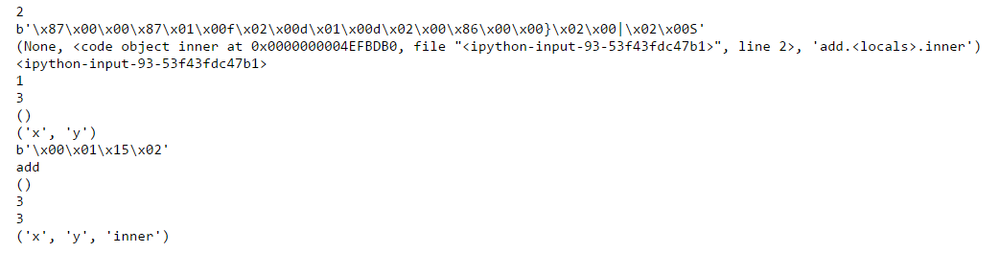 2
b'\x87\x00\x00\x87\x01\x00f\x02\x00d\x01\x00d\x02\x00\x86\x00\x00}\x02\x00|\x02\x00S'
(None, <code object inner at 0x0000000004EFBDB0, file "<ipython-input-93-53f43fdc47b1>", line 2>, 'add.<locals>.inner')
<ipython-input-93-53f43fdc47b1>
1
3
()
('x', 'y')
b'\x00\x01\x15\x02'
add
()
3
3
('x', 'y', 'inner')